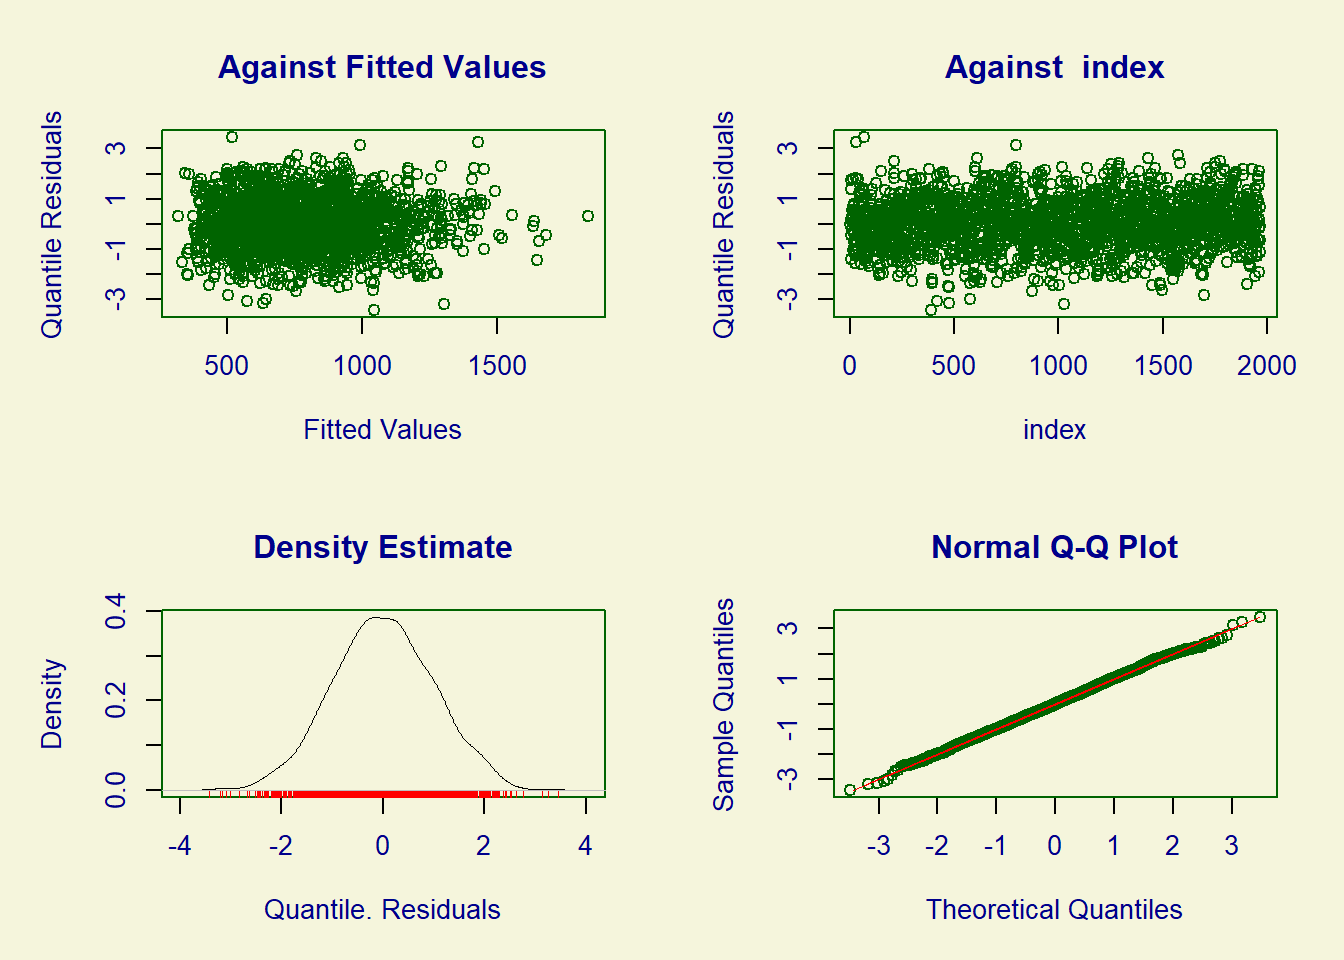 Against Fitted Values
Quantile Residuals
3
1
-1
-3
500 1000 1500
Fitted Values
Against  index
Quantile Residuals
3
1
-1
-3
0 500 1000 1500 2000
index
Density Estimate
Density
0.4
0.2
0.0
-4 -2 0 2 4
Quantile. Residuals
Normal Q-Q Plot
Sample Quantiles
3
1
-1
-3
-3 -2 -1 0 1 2 3
Theoretical Quantiles